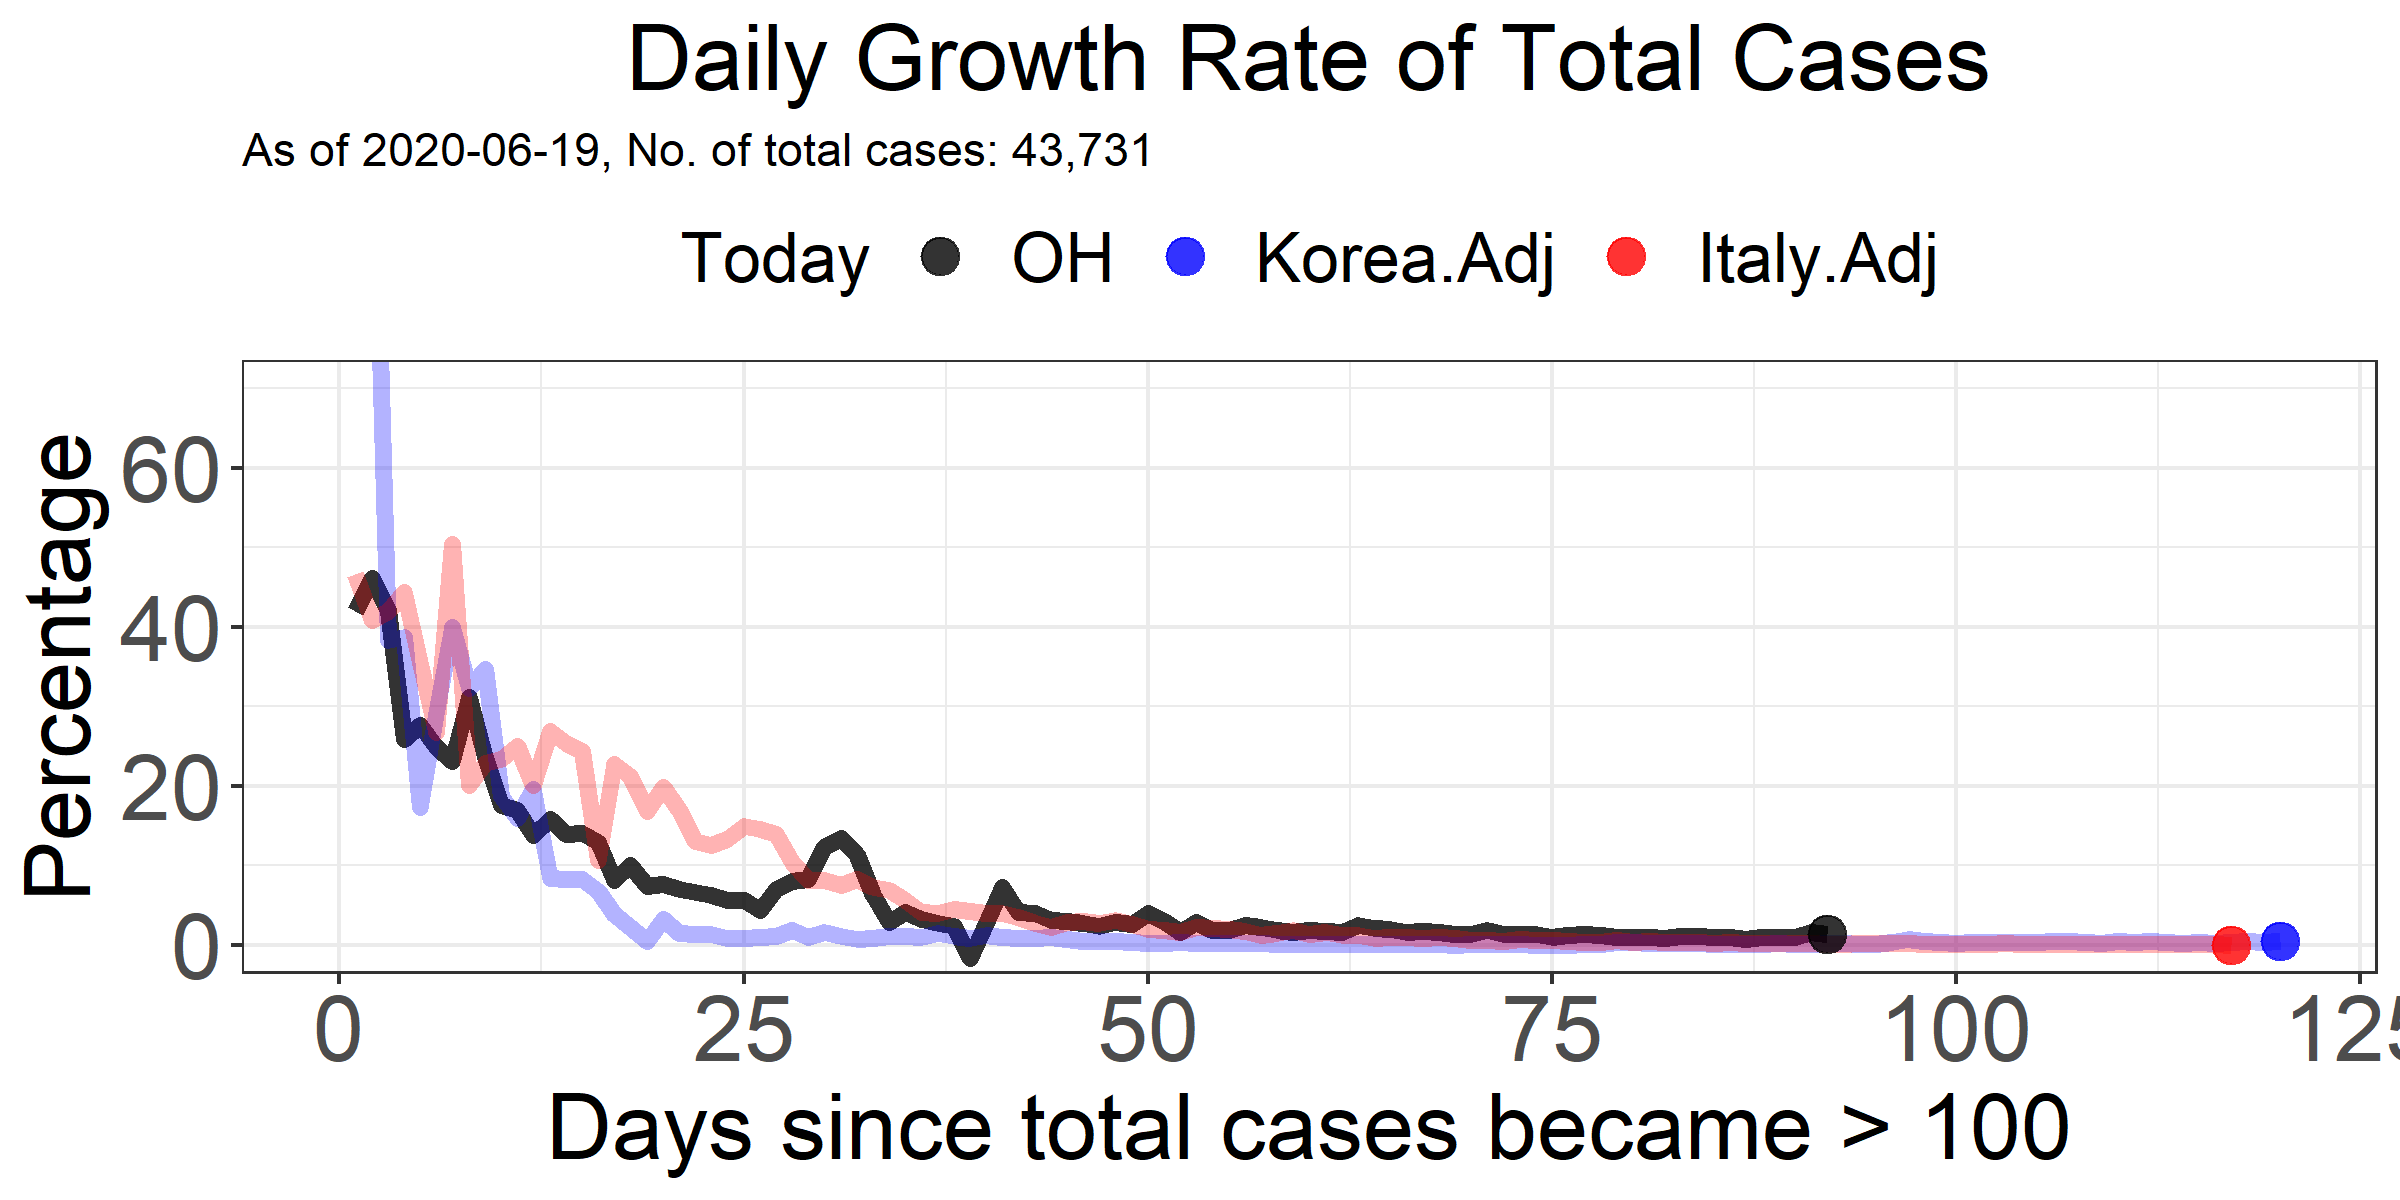 Daily Growth Rate of Total Cases
As of 2020-06-19, No. of total cases: 43,731
Today OH Korea.Adj Italy.Adj
Percentage
60
40
20
0
0 25 50 75 100 125
Days since total cases became > 100